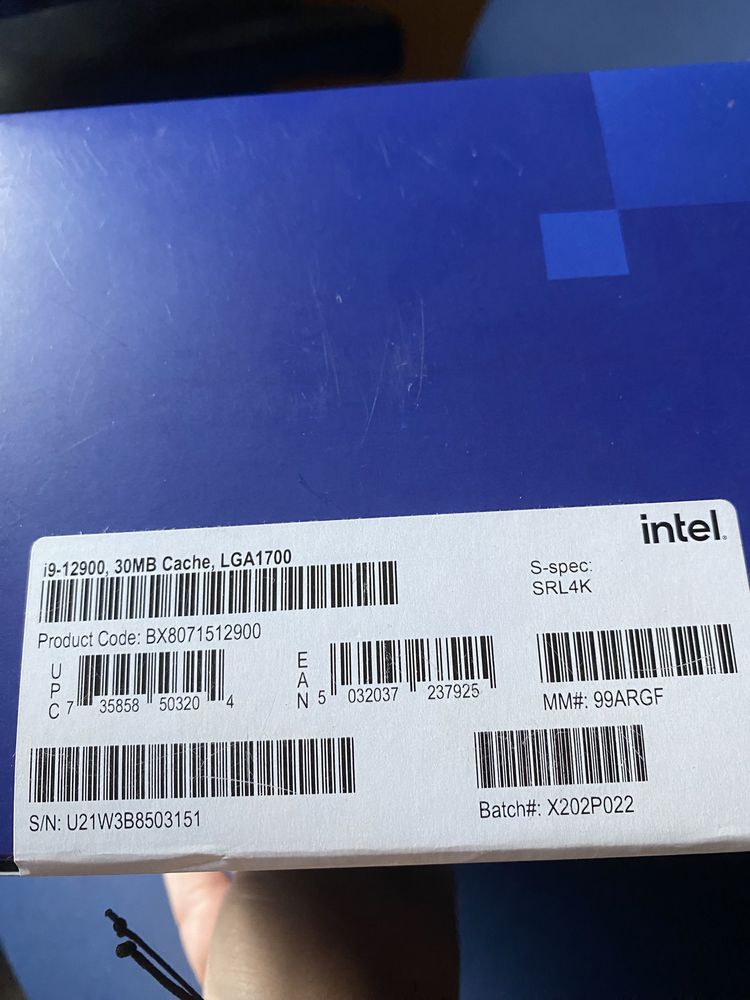 intel.
i9-12900, 30MB Cache, LGA1700
S-spec:
SRL4K
Product Code: BX8071512900
UPC
7 35858 50320 4
EAN
5 032037 237925
MM#: 99ARGF
S/N: U21W3B8503151
Batch#: X202P022